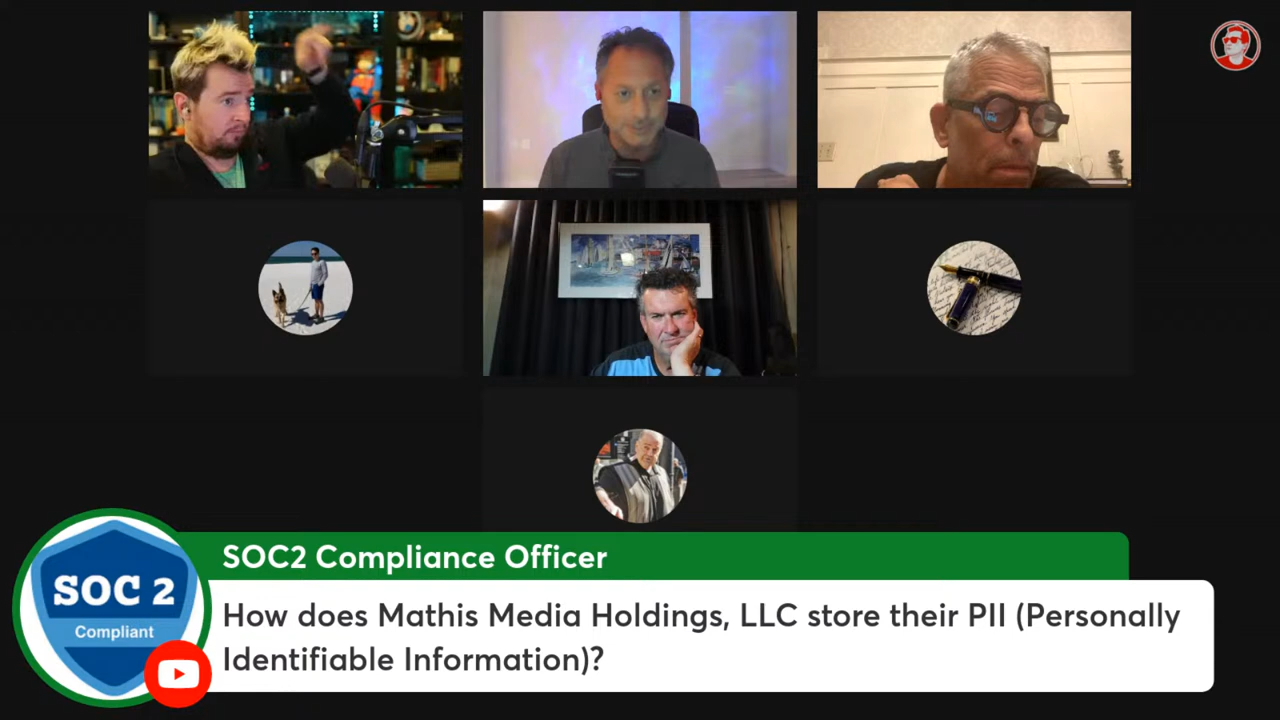 SOC 2
Compliant
SOC2 Compliance Officer
How does Mathis Media Holdings, LLC store their PII (Personally
Identifiable Information)?